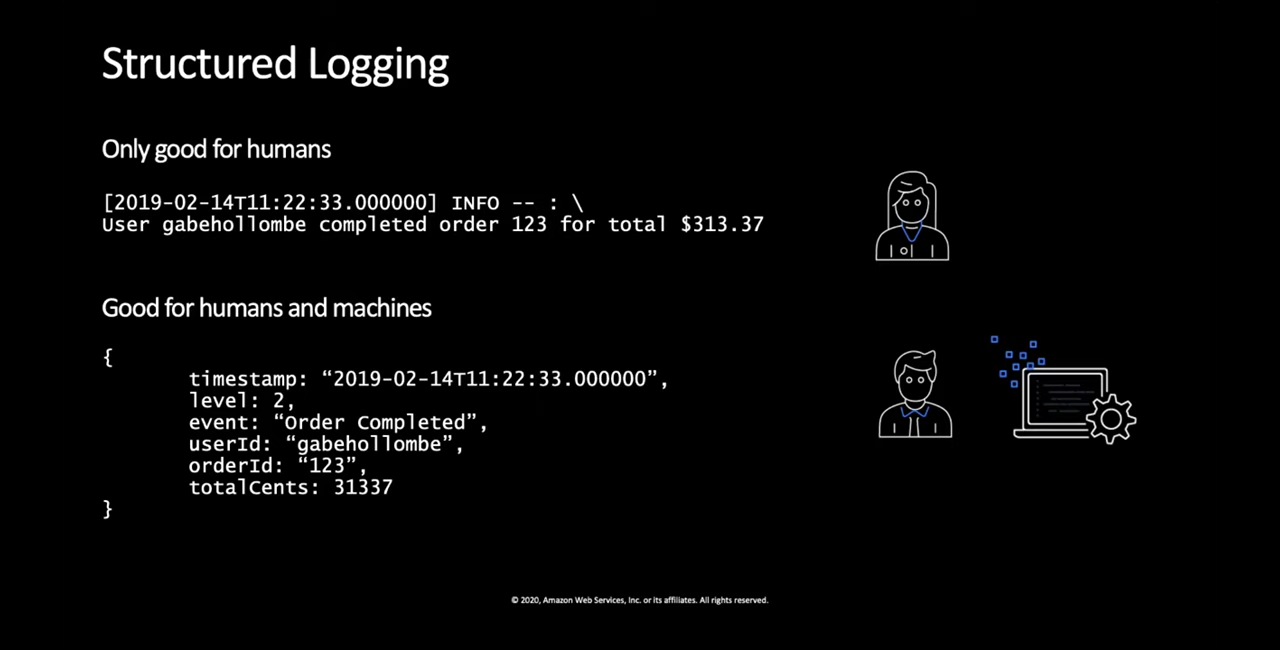 Structured Logging
Only good for humans
[2019-02-14T11:22:33.000000] INFO -- : \
User gabehollombe completed order 123 for total $313.37
Good for humans and machines
{
timestamp: “2019-02-14T11:22:33.000000”,
level: 2,
event: “Order Completed”,
userId: “gabehollombe”,
orderId: “123”,
totalCents: 31337
}
© 2020, Amazon Web Services, Inc. or its affiliates. All rights reserved.